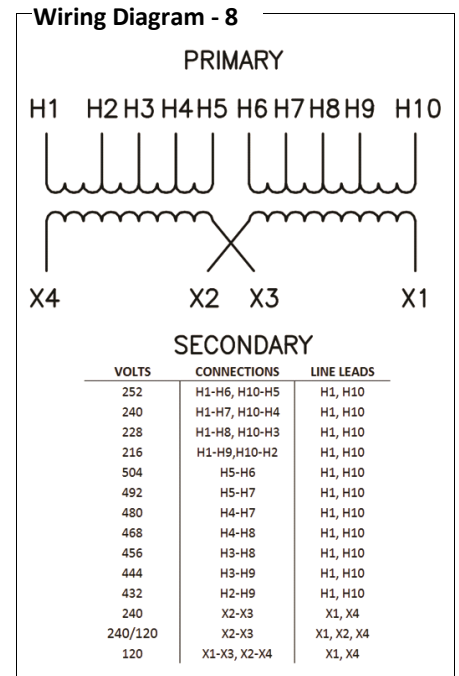 Wiring Diagram - 8
PRIMARY
H1 H2 H3 H4 H5 H6 H7 H8 H9 H10
X4 X2 X3 X1
SECONDARY
VOLTS CONNECTIONS LINE LEADS
252 H1-H6, H10-H5 H1, H10
240 H1-H7, H10-H4 H1, H10
228 H1-H8, H10-H3 H1, H10
216 H1-H9,H10-H2 H1, H10
504 H5-H6 H1, H10
492 H5-H7 H1, H10
480 H4-H7 H1, H10
468 H4-H8 H1, H10
456 H3-H8 H1, H10
444 H3-H9 H1, H10
432 H2-H9 H1, H10
240 X2-X3 X1, X4
240/120 X2-X3 X1, X2, X4
120 X1-X3, X2-X4 X1, X4